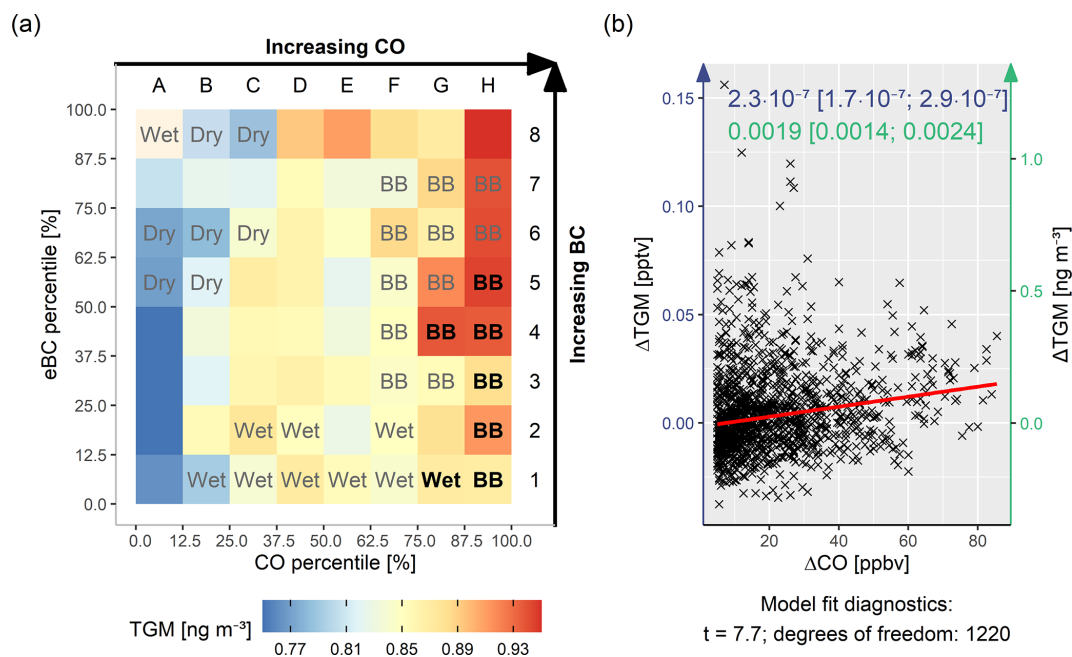 (a)
Increasing CO
A B C D E F G H
100.0
Wet Dry Dry 8
87.5
BB BB BB 7
75.0
Dry Dry Dry BB BB BB 6
62.5
Dry Dry BB BB BB 5
50.0
BB BB BB 4
37.5
BB BB BB 3
25.0
Wet Wet Wet BB 2
12.5
Wet Wet Wet Wet Wet Wet BB 1
0.0
eBC percentile [%]
Increasing BC
0.0 12.5 25.0 37.5 50.0 62.5 75.0 87.5 100.0
CO percentile [%]
TGM [ng m⁻³]
0.77 0.81 0.85 0.89 0.93
(b)
2.3·10⁻⁷ [1.7·10⁻⁷; 2.9·10⁻⁷]
0.0019 [0.0014; 0.0024]
0.15
0.10
0.05
0.00
ΔTGM [pptv]
1.0
0.5
0.0
ΔTGM [ng m⁻³]
20 40 60 80
ΔCO [ppbv]
Model fit diagnostics:
t = 7.7; degrees of freedom: 1220